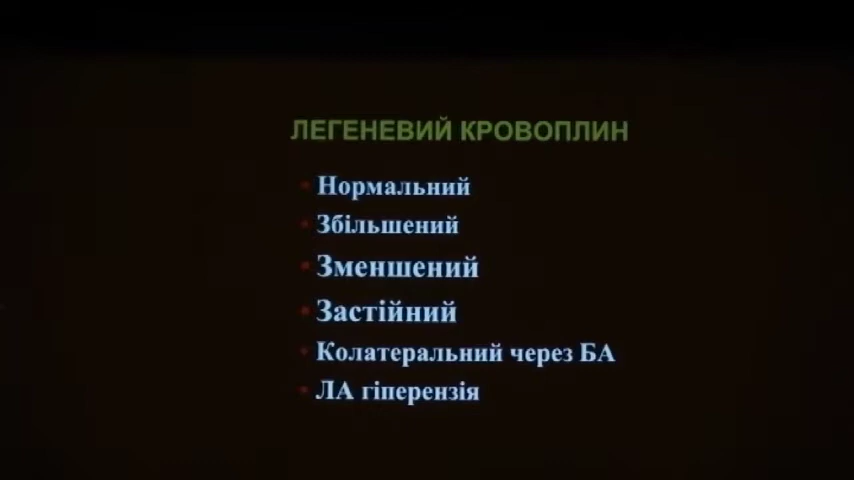 ЛЕГЕНЕВИЙ КРОВОПЛИН
• Нормальний
• Збільшений
• Зменшений
• Застійний
• Колатеральний через БА
• ЛА гіперензія